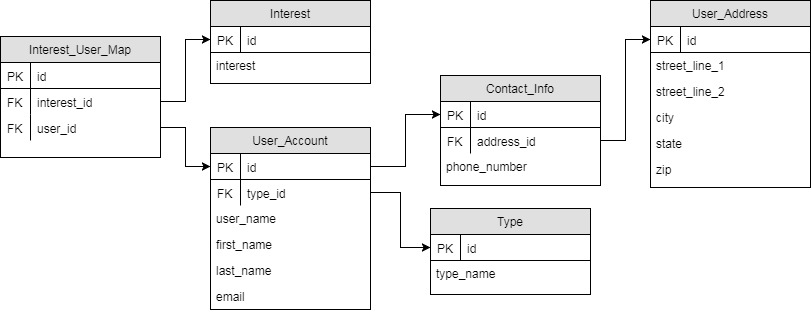 Interest_User_Map
PK id
FK interest_id
FK user_id
Interest
PK id
interest
User_Account
PK id
FK type_id
user_name
first_name
last_name
email
Contact_Info
PK id
FK address_id
phone_number
Type
PK id
type_name
User_Address
PK id
street_line_1
street_line_2
city
state
zip